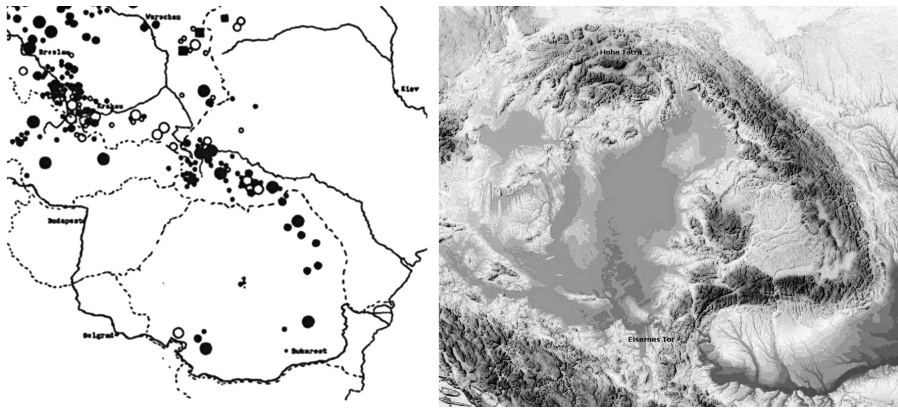 Warschau
Breslau
Krakau
Kiev
Budapest
Belgrad
Bukarest
Hohe Tatra
Eisernes Tor